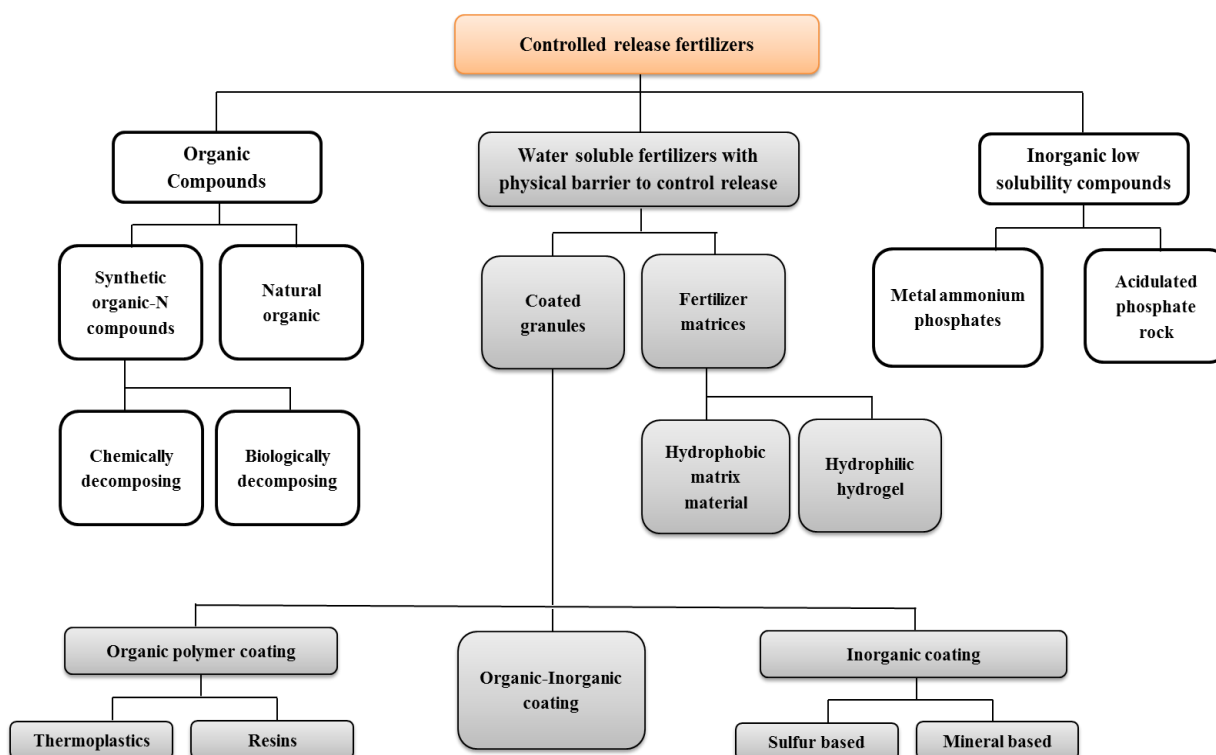 Controlled release fertilizers
Organic
Compounds
Water soluble fertilizers with
physical barrier to control release
Inorganic low
solubility compounds
Synthetic
organic-N
compounds
Natural
organic
Coated
granules
Fertilizer
matrices
Metal ammonium
phosphates
Acidulated
phosphate
rock
Chemically
decomposing
Biologically
decomposing
Hydrophobic
matrix
material
Hydrophilic
hydrogel
Organic polymer coating
Organic-Inorganic
coating
Inorganic coating
Thermoplastics
Resins
Sulfur based
Mineral based